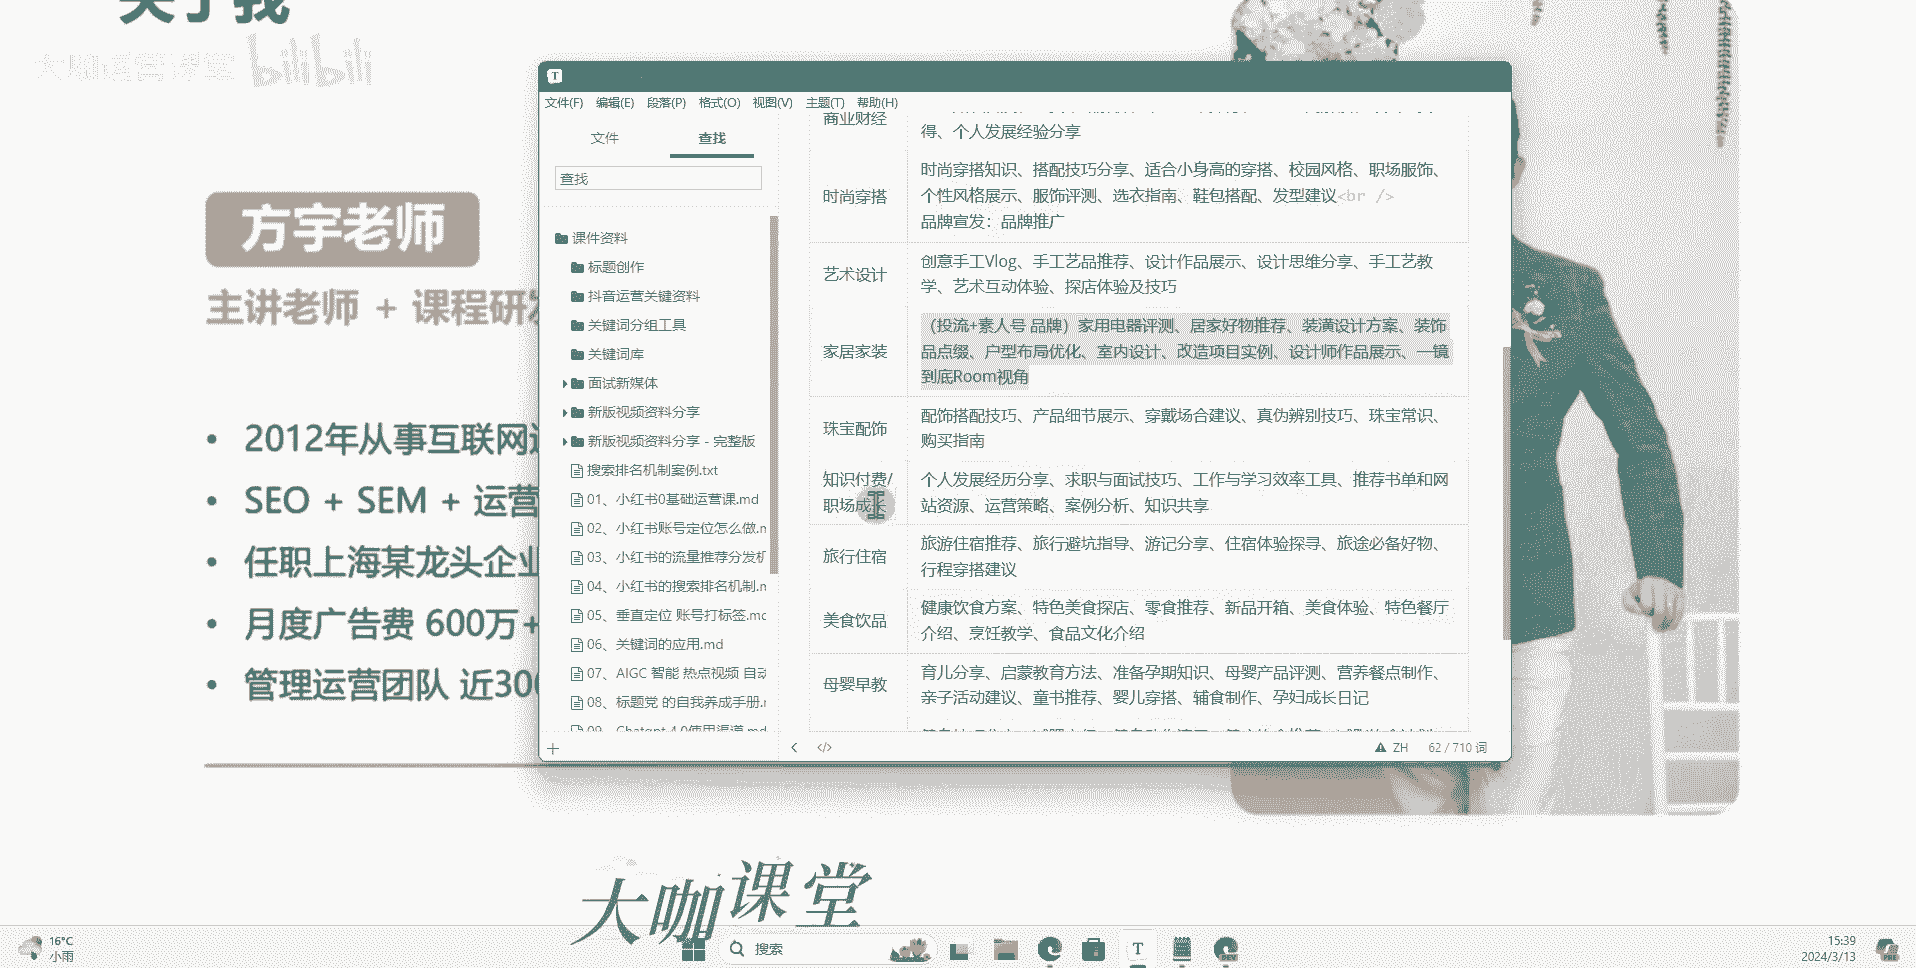 关于我
大咖运营课堂 bilibili
方宇老师
主讲老师 + 课程研发
• 2012年从事互联网
• SEO + SEM + 运营
• 任职上海某龙头企业
• 月度广告费 600万+
• 管理运营团队 近300
T
文件(F) 编辑(E) 段落(P) 格式(O) 视图(V) 主题(T) 帮助(H)
文件 查找
查找
课件资料
标题创作
抖音运营关键资料
关键词分组工具
关键词库
面试新媒体
新版视频资料分享
新版视频资料分享 - 完整版
搜索排名机制案例.txt
01、小红书0基础运营课.md
02、小红书账号定位怎么做.m
03、小红书的流量推荐分发机
04、小红书的搜索排名机制.m
05、垂直定位 账号打标签.mc
06、关键词的应用.md
07、AIGC 智能 热点视频 自动
08、标题党 的自我养成手册.r
09、Chatgpt 4.0使用渠道.md
商业财经
得、个人发展经验分享
时尚穿搭
时尚穿搭知识、搭配技巧分享、适合小身高的穿搭、校园风格、职场服饰、
个性风格展示、服饰评测、选衣指南、鞋包搭配、发型建议<br />
品牌宣发：品牌推广
艺术设计
创意手工Vlog、手工艺品推荐、设计作品展示、设计思维分享、手工艺教
学、艺术互动体验、探店体验及技巧
家居家装
（投流+素人号 品牌）家用电器评测、居家好物推荐、装潢设计方案、装饰
品点缀、户型布局优化、室内设计、改造项目实例、设计师作品展示、一镜
到底Room视角
珠宝配饰
配饰搭配技巧、产品细节展示、穿戴场合建议、真伪辨别技巧、珠宝常识、
购买指南
知识付费/
职场成长
个人发展经历分享、求职与面试技巧、工作与学习效率工具、推荐书单和网
站资源、运营策略、案例分析、知识共享
旅行住宿
旅游住宿推荐、旅行避坑指导、游记分享、住宿体验探寻、旅途必备好物、
行程穿搭建议
美食饮品
健康饮食方案、特色美食探店、零食推荐、新品开箱、美食体验、特色餐厅
介绍、烹饪教学、食品文化介绍
母婴早教
育儿分享、启蒙教育方法、准备孕期知识、母婴产品评测、营养餐点制作、
亲子活动建议、童书推荐、婴儿穿搭、辅食制作、孕妇成长日记
+ < </> ZH 62 / 710 词
大咖课堂
16°C
小雨
搜索
T
DEV
15:39
2024/3/13
PRE